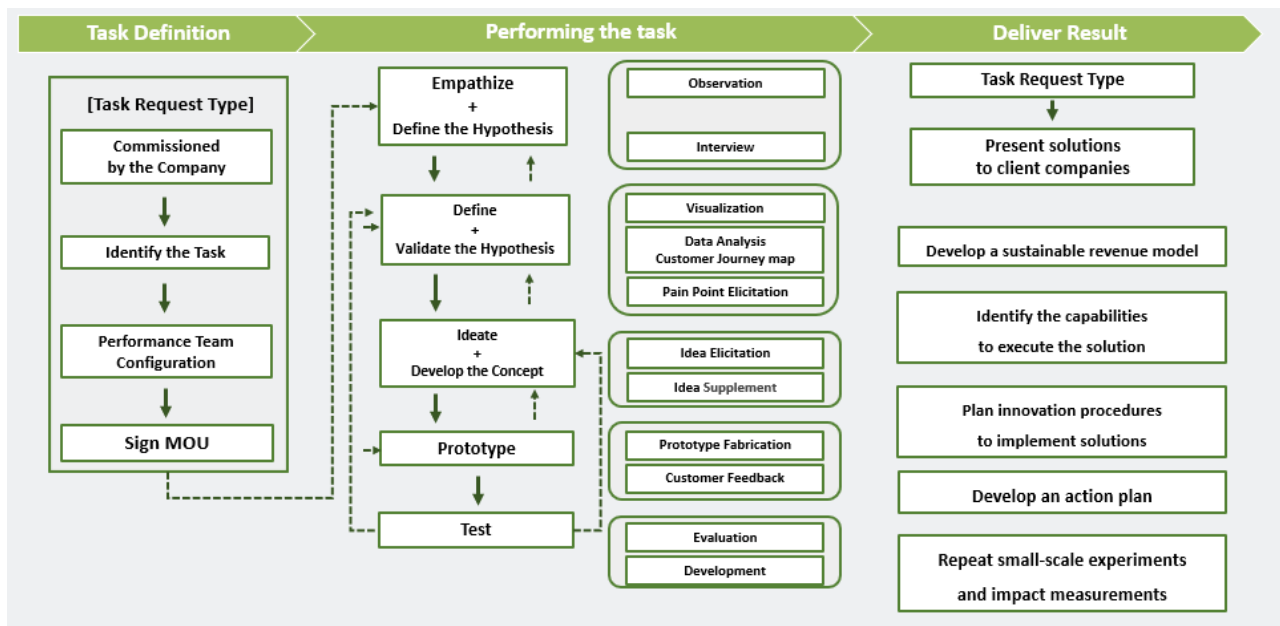 Task Definition
Performing the task
Deliver Result
[Task Request Type]
Commissioned
by the Company
Identify the Task
Performance Team
Configuration
Sign MOU
Empathize
+
Define the Hypothesis
Define
+
Validate the Hypothesis
Ideate
+
Develop the Concept
Prototype
Test
Observation
Interview
Visualization
Data Analysis
Customer Journey map
Pain Point Elicitation
Idea Elicitation
Idea Supplement
Prototype Fabrication
Customer Feedback
Evaluation
Development
Task Request Type
Present solutions
to client companies
Develop a sustainable revenue model
Identify the capabilities
to execute the solution
Plan innovation procedures
to implement solutions
Develop an action plan
Repeat small-scale experiments
and impact measurements